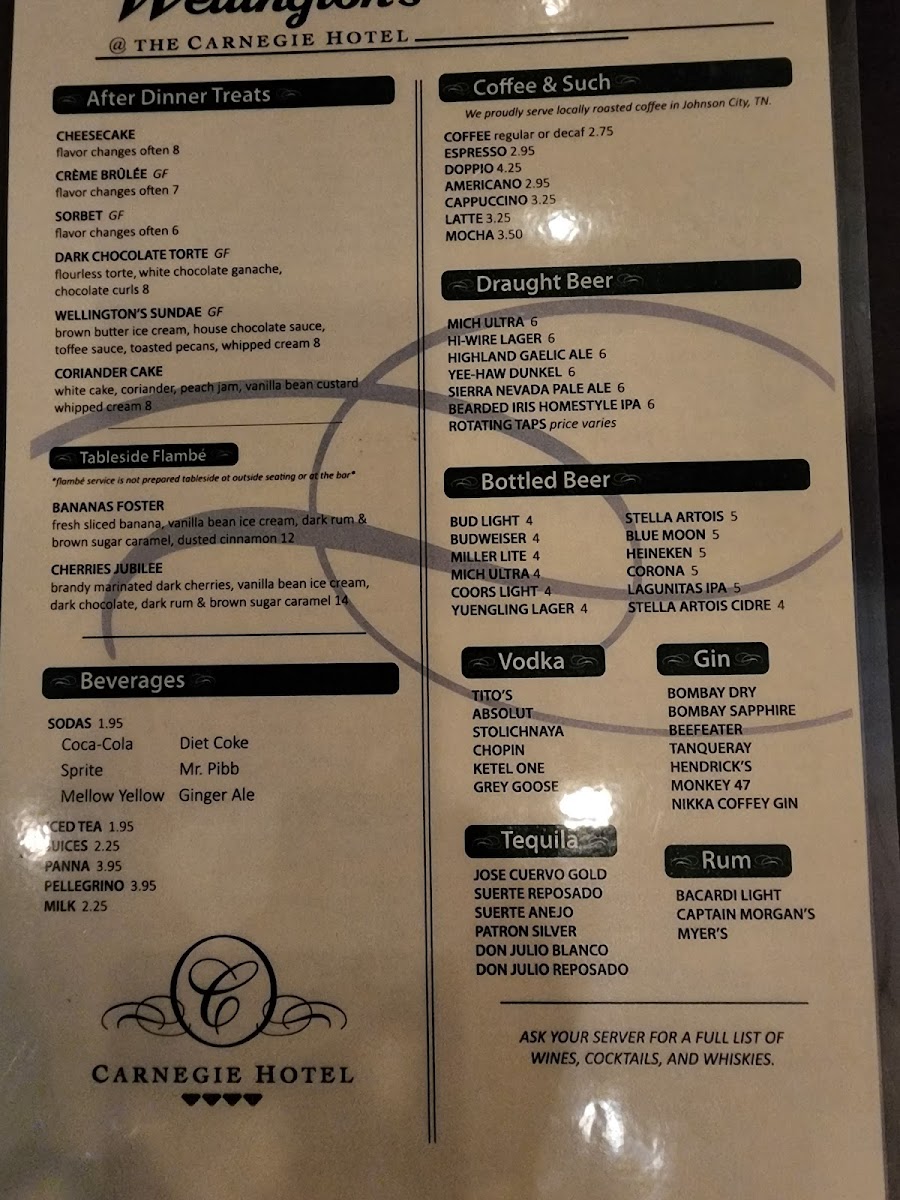 Wellington's
@ THE CARNEGIE HOTEL
After Dinner Treats
CHEESECAKE
flavor changes often 8
CRÈME BRÛLÉE GF
flavor changes often 7
SORBET GF
flavor changes often 6
DARK CHOCOLATE TORTE GF
flourless torte, white chocolate ganache,
chocolate curls 8
WELLINGTON'S SUNDAE GF
brown butter ice cream, house chocolate sauce,
toffee sauce, toasted pecans, whipped cream 8
CORIANDER CAKE
white cake, coriander, peach jam, vanilla bean custard
whipped cream 8
Tableside Flambé
*flambé service is not prepared tableside at outside seating or at the bar*
BANANAS FOSTER
fresh sliced banana, vanilla bean ice cream, dark rum &
brown sugar caramel, dusted cinnamon 12
CHERRIES JUBILEE
brandy marinated dark cherries, vanilla bean ice cream,
dark chocolate, dark rum & brown sugar caramel 14
Beverages
SODAS 1.95
Coca-Cola Diet Coke
Sprite Mr. Pibb
Mellow Yellow Ginger Ale
ICED TEA 1.95
JUICES 2.25
PANNA 3.95
PELLEGRINO 3.95
MILK 2.25
C
CARNEGIE HOTEL
Coffee & Such
We proudly serve locally roasted coffee in Johnson City, TN.
COFFEE regular or decaf 2.75
ESPRESSO 2.95
DOPPIO 4.25
AMERICANO 2.95
CAPPUCCINO 3.25
LATTE 3.25
MOCHA 3.50
Draught Beer
MICH ULTRA 6
HI-WIRE LAGER 6
HIGHLAND GAELIC ALE 6
YEE-HAW DUNKEL 6
SIERRA NEVADA PALE ALE 6
BEARDED IRIS HOMESTYLE IPA 6
ROTATING TAPS price varies
Bottled Beer
BUD LIGHT 4
BUDWEISER 4
MILLER LITE 4
MICH ULTRA 4
COORS LIGHT 4
YUENGLING LAGER 4
STELLA ARTOIS 5
BLUE MOON 5
HEINEKEN 5
CORONA 5
LAGUNITAS IPA 5
STELLA ARTOIS CIDRE 4
Vodka
TITO'S
ABSOLUT
STOLICHNAYA
CHOPIN
KETEL ONE
GREY GOOSE
Gin
BOMBAY DRY
BOMBAY SAPPHIRE
BEEFEATER
TANQUERAY
HENDRICK'S
MONKEY 47
NIKKA COFFEY GIN
Tequila
JOSE CUERVO GOLD
SUERTE REPOSADO
SUERTE ANEJO
PATRON SILVER
DON JULIO BLANCO
DON JULIO REPOSADO
Rum
BACARDI LIGHT
CAPTAIN MORGAN'S
MYER'S
ASK YOUR SERVER FOR A FULL LIST OF
WINES, COCKTAILS, AND WHISKIES.